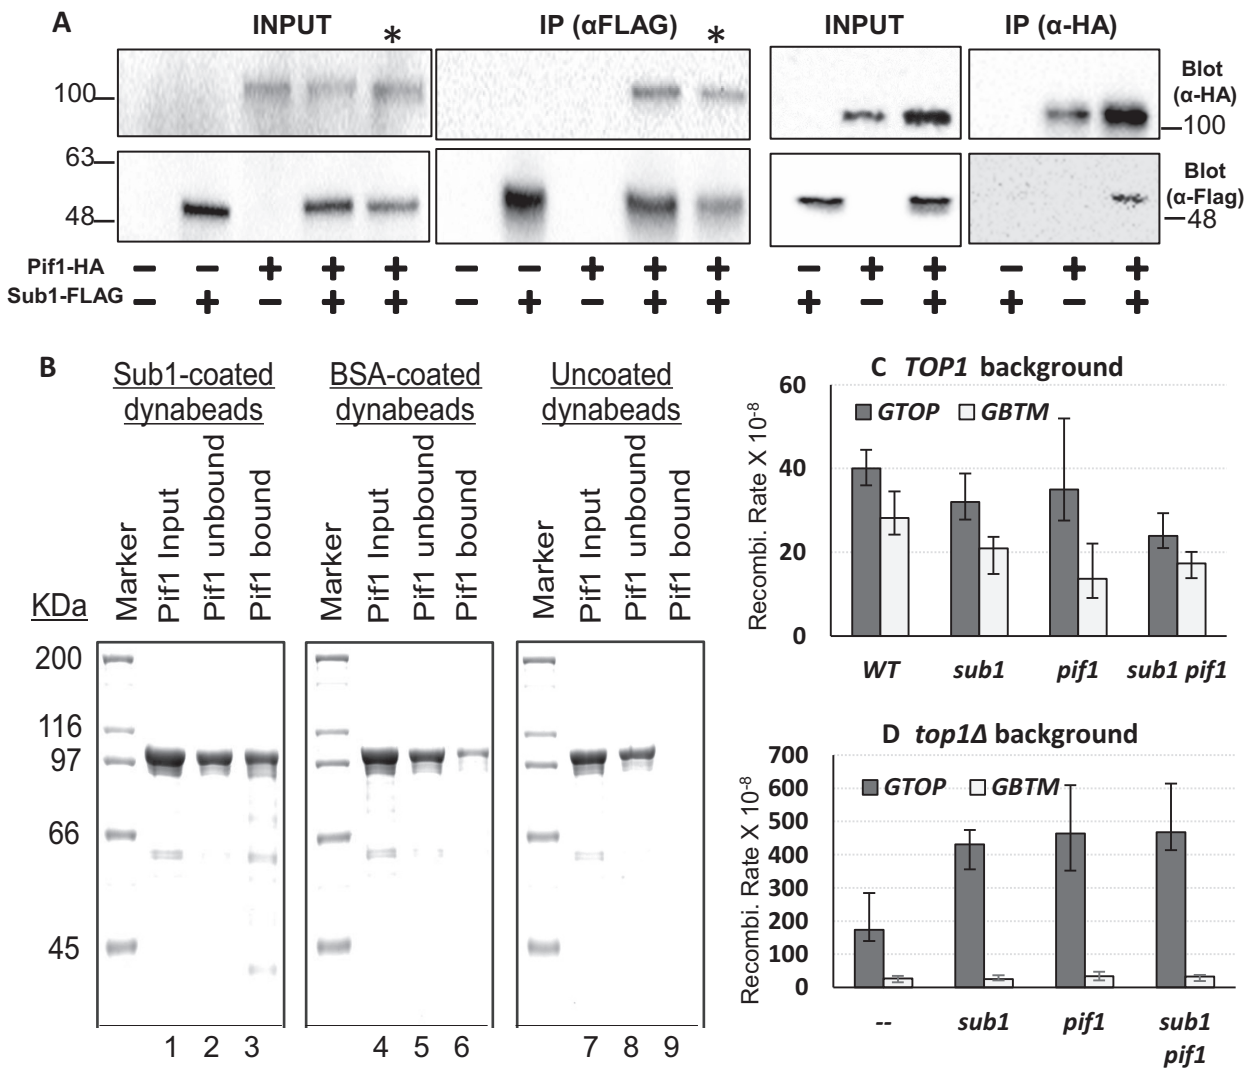 A
INPUT *
IP (αFLAG) *
INPUT
IP (α-HA)
100
Blot
(α-HA)
100
63
48
Blot
(α-Flag)
48
Pif1-HA − − + + + − − + + + − + + − + +
Sub1-FLAG − + − + + − + − + + + − + + − +
B
Sub1-coated
dynabeads
BSA-coated
dynabeads
Uncoated
dynabeads
KDa
Marker
Pif1 Input
Pif1 unbound
Pif1 bound
Marker
Pif1 Input
Pif1 unbound
Pif1 bound
Marker
Pif1 Input
Pif1 unbound
Pif1 bound
200
116
97
66
45
1 2 3 4 5 6 7 8 9
C TOP1 background
GTOP GBTM
Recombi. Rate X 10-8
60
40
20
0
WT sub1 pif1 sub1 pif1
D top1Δ background
GTOP GBTM
Recombi. Rate X 10-8
700
600
500
400
300
200
100
0
-- sub1 pif1 sub1
pif1